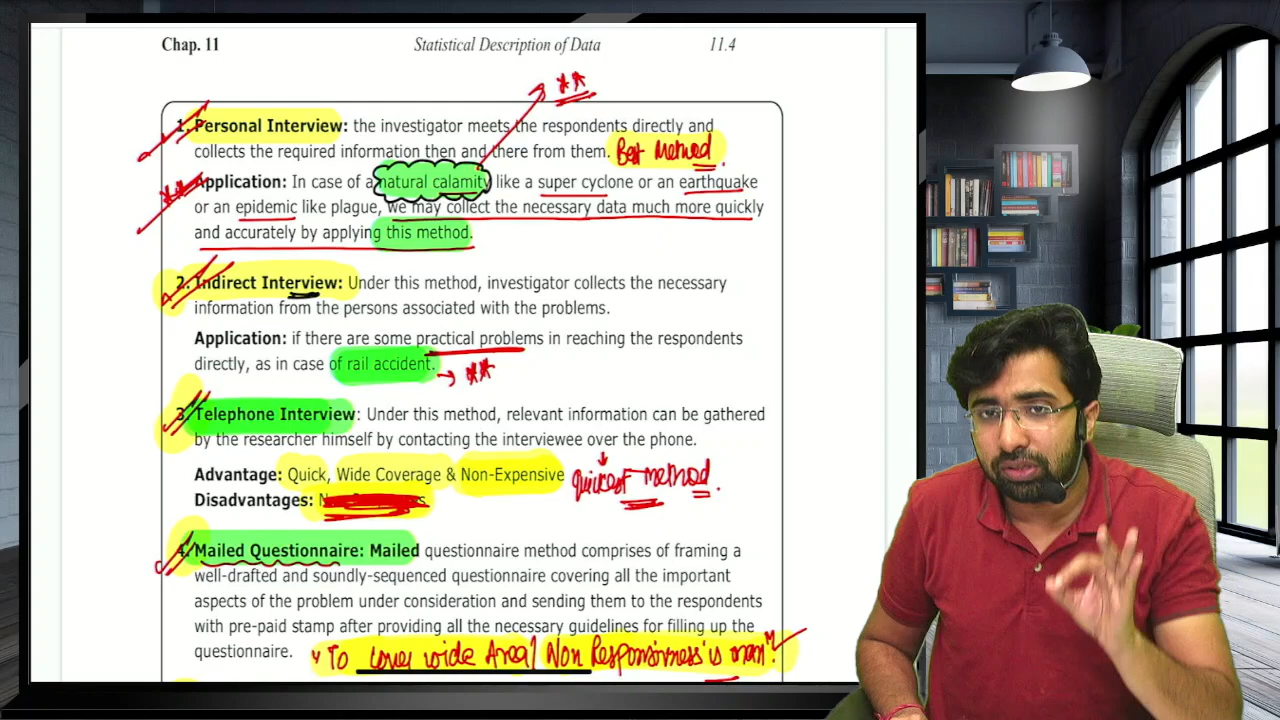 Chap. 11 Statistical Description of Data 11.4
**
1. Personal Interview: the investigator meets the respondents directly and
collects the required information then and there from them. Best Method.
** Application: In case of a natural calamity like a super cyclone or an earthquake
or an epidemic like plague, we may collect the necessary data much more quickly
and accurately by applying this method.
2. Indirect Interview: Under this method, investigator collects the necessary
information from the persons associated with the problems.
Application: if there are some practical problems in reaching the respondents
directly, as in case of rail accident. → **
3. Telephone Interview: Under this method, relevant information can be gathered
by the researcher himself by contacting the interviewee over the phone.
Advantage: Quick, Wide Coverage & Non-Expensive Quickest method.
Disadvantages:
4. Mailed Questionnaire: Mailed questionnaire method comprises of framing a
well-drafted and soundly-sequenced questionnaire covering all the important
aspects of the problem under consideration and sending them to the respondents
with pre-paid stamp after providing all the necessary guidelines for filling up the
questionnaire. "To cover wide Area/ Non Responsivness is